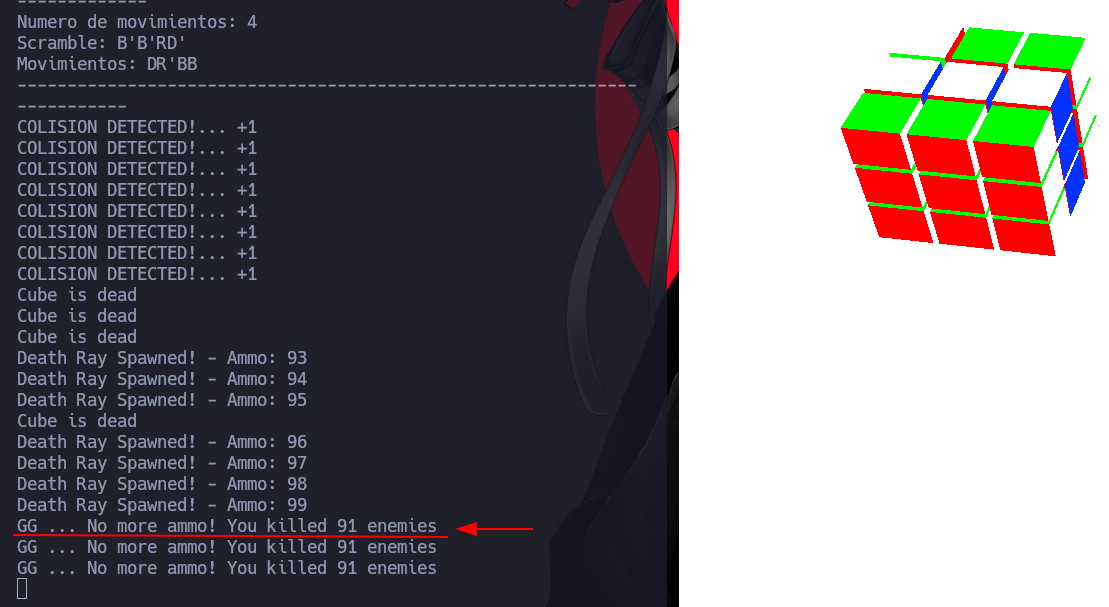 -------------
Numero de movimientos: 4
Scramble: B'B'RD'
Movimientos: DR'BB
--------------------------------------------------------------
-----------
COLISION DETECTED!... +1
COLISION DETECTED!... +1
COLISION DETECTED!... +1
COLISION DETECTED!... +1
COLISION DETECTED!... +1
COLISION DETECTED!... +1
COLISION DETECTED!... +1
COLISION DETECTED!... +1
Cube is dead
Cube is dead
Cube is dead
Death Ray Spawned! - Ammo: 93
Death Ray Spawned! - Ammo: 94
Death Ray Spawned! - Ammo: 95
Cube is dead
Death Ray Spawned! - Ammo: 96
Death Ray Spawned! - Ammo: 97
Death Ray Spawned! - Ammo: 98
Death Ray Spawned! - Ammo: 99
GG ... No more ammo! You killed 91 enemies
GG ... No more ammo! You killed 91 enemies
GG ... No more ammo! You killed 91 enemies